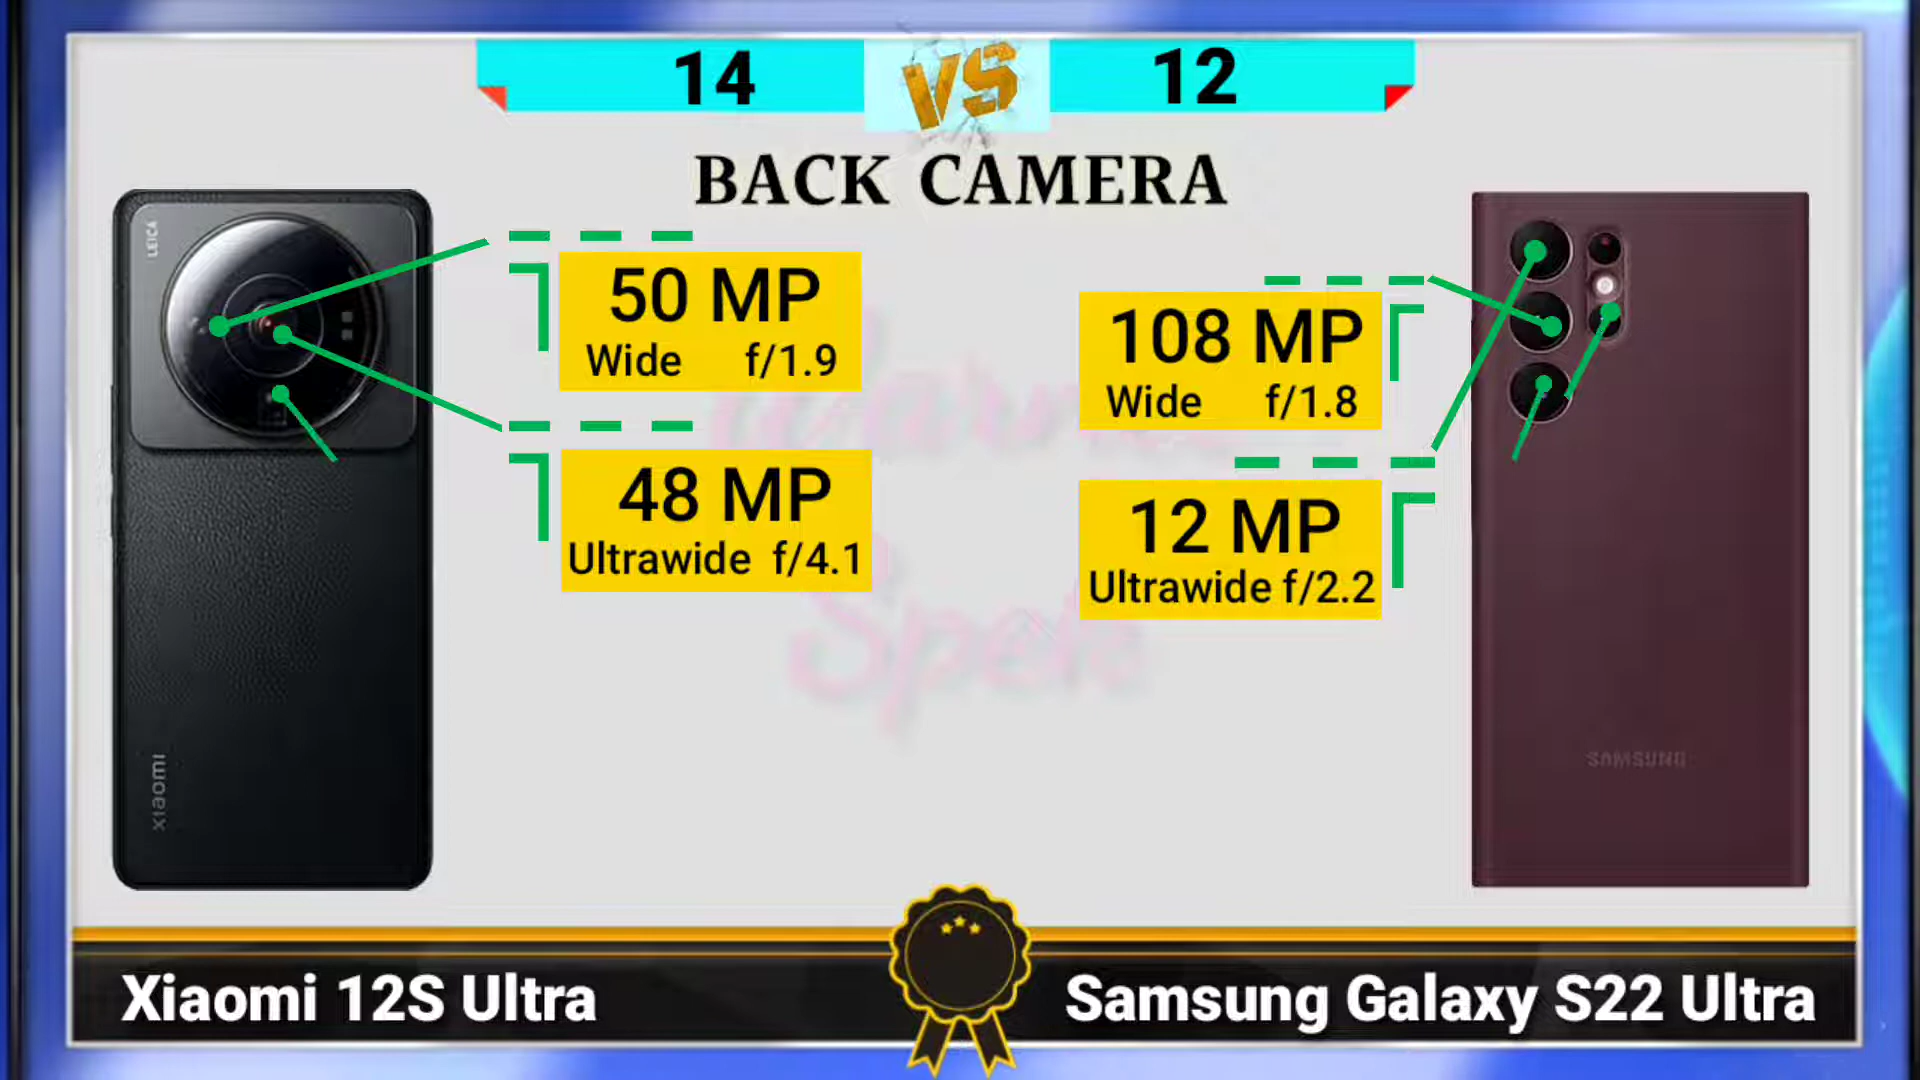 14 VS 12
BACK CAMERA
LEICA
50 MP
Wide f/1.9
48 MP
Ultrawide f/4.1
108 MP
Wide f/1.8
12 MP
Ultrawide f/2.2
xiaomi
SAMSUNG
Xiaomi 12S Ultra
Samsung Galaxy S22 Ultra